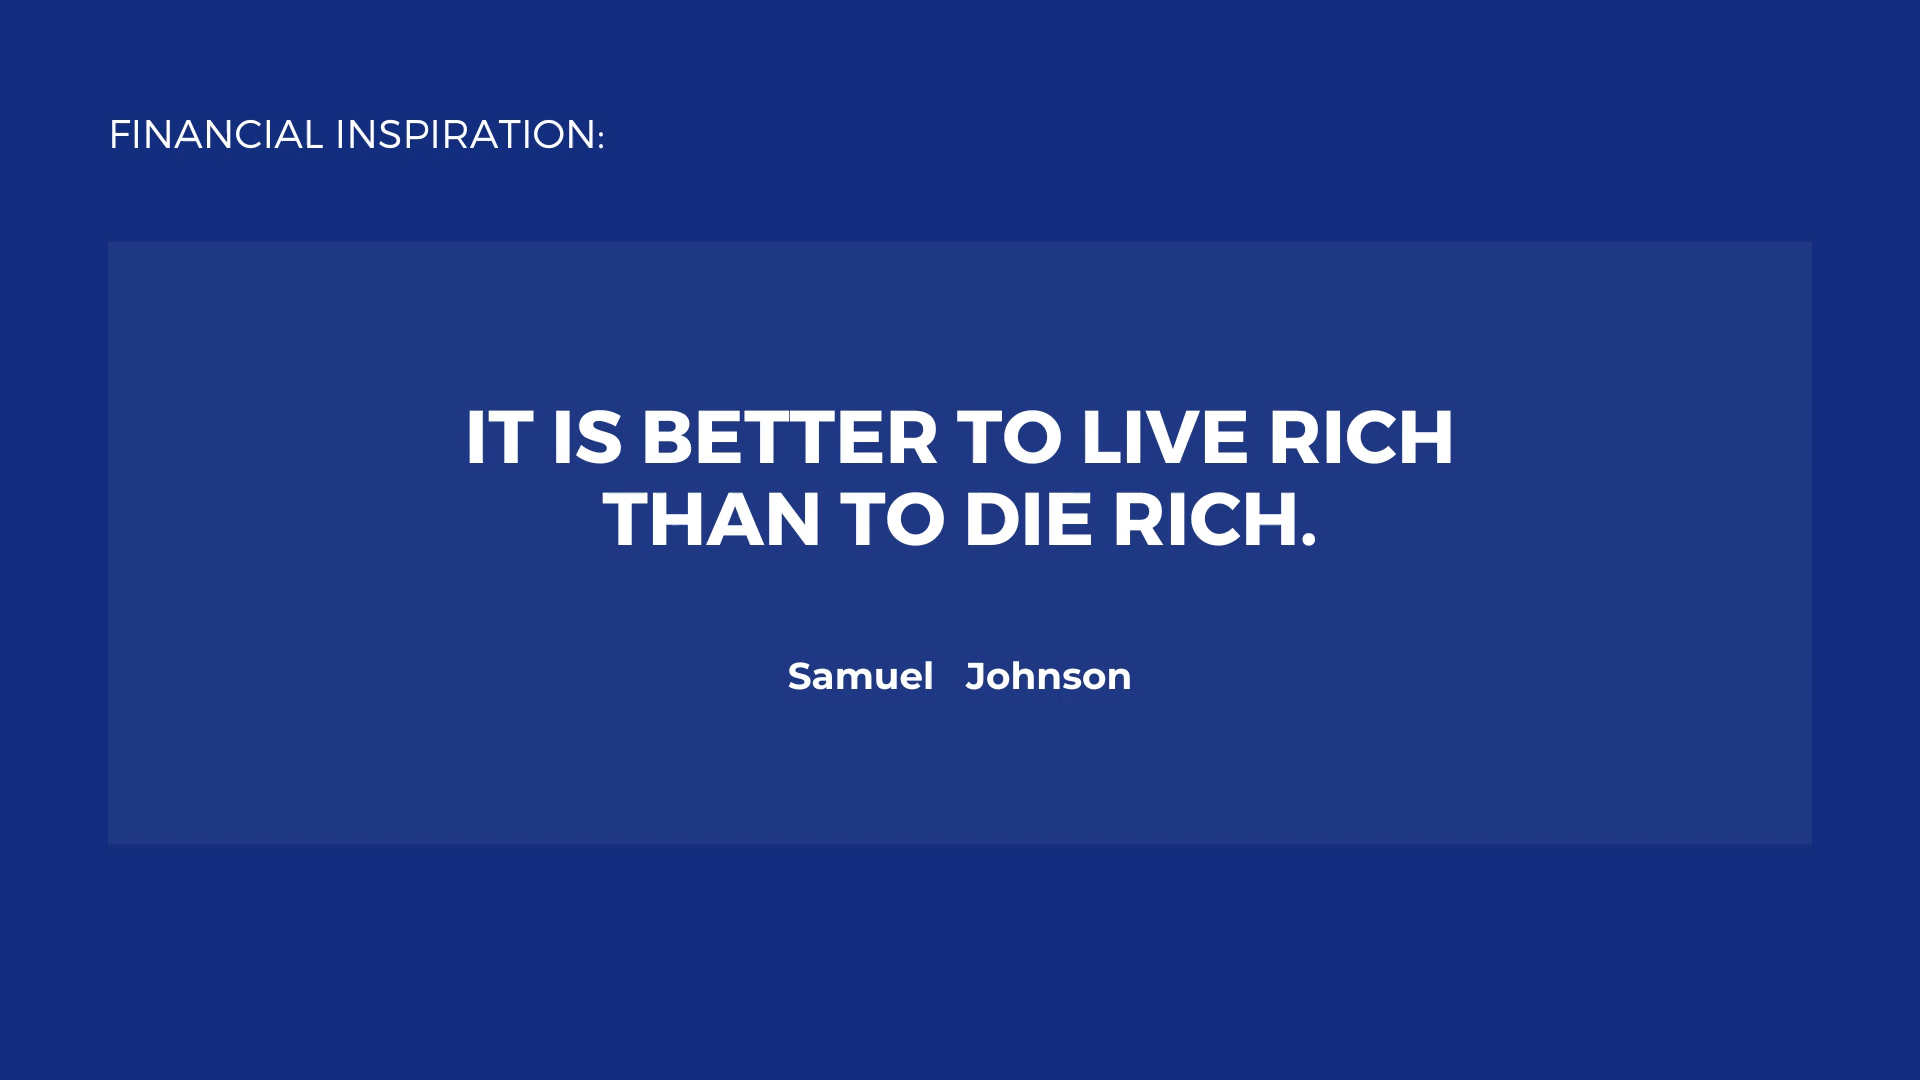 FINANCIAL INSPIRATION:
IT IS BETTER TO LIVE RICH
THAN TO DIE RICH.
Samuel Johnson